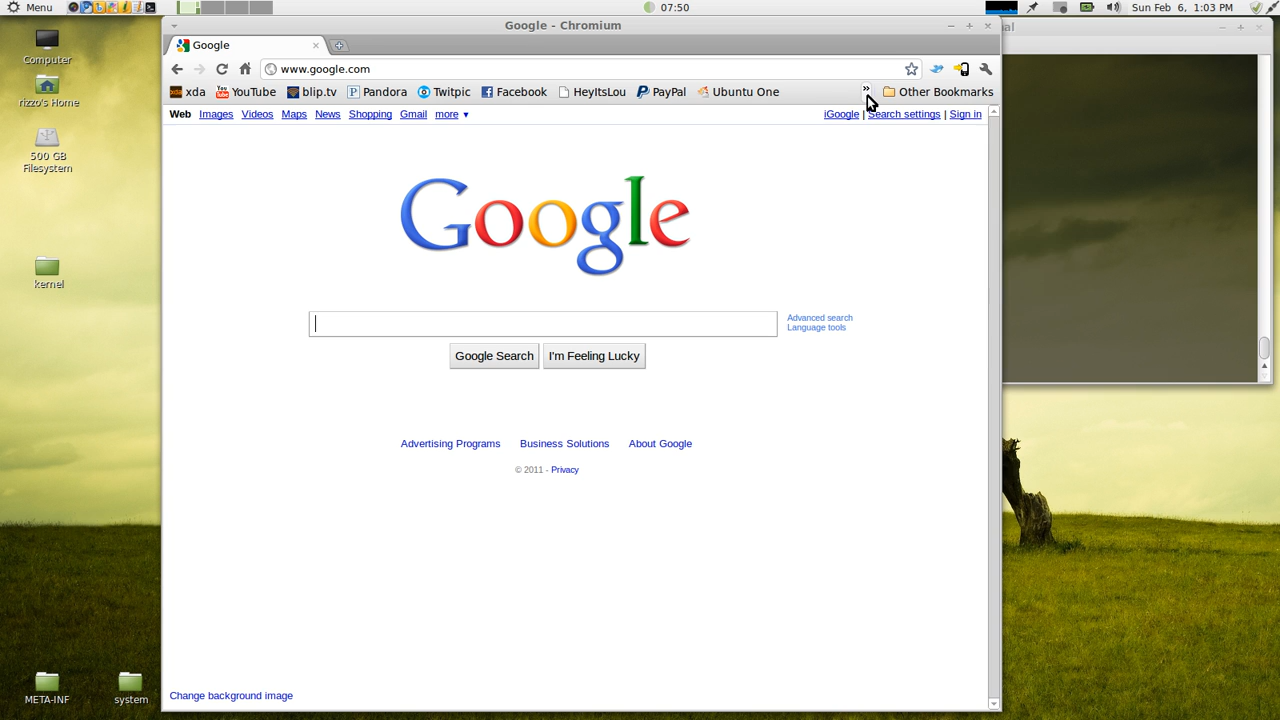 Menu
07:50
Sun Feb 6, 1:03 PM
Computer
rizzo's Home
500 GB
Filesystem
kernel
META-INF
system
Google - Chromium
Google
www.google.com
xda YouTube blip.tv Pandora Twitpic Facebook HeyItsLou PayPal Ubuntu One » Other Bookmarks
Web Images Videos Maps News Shopping Gmail more ▼
iGoogle | Search settings | Sign in
Google
Advanced search
Language tools
Google Search I'm Feeling Lucky
Advertising Programs Business Solutions About Google
© 2011 - Privacy
Change background image